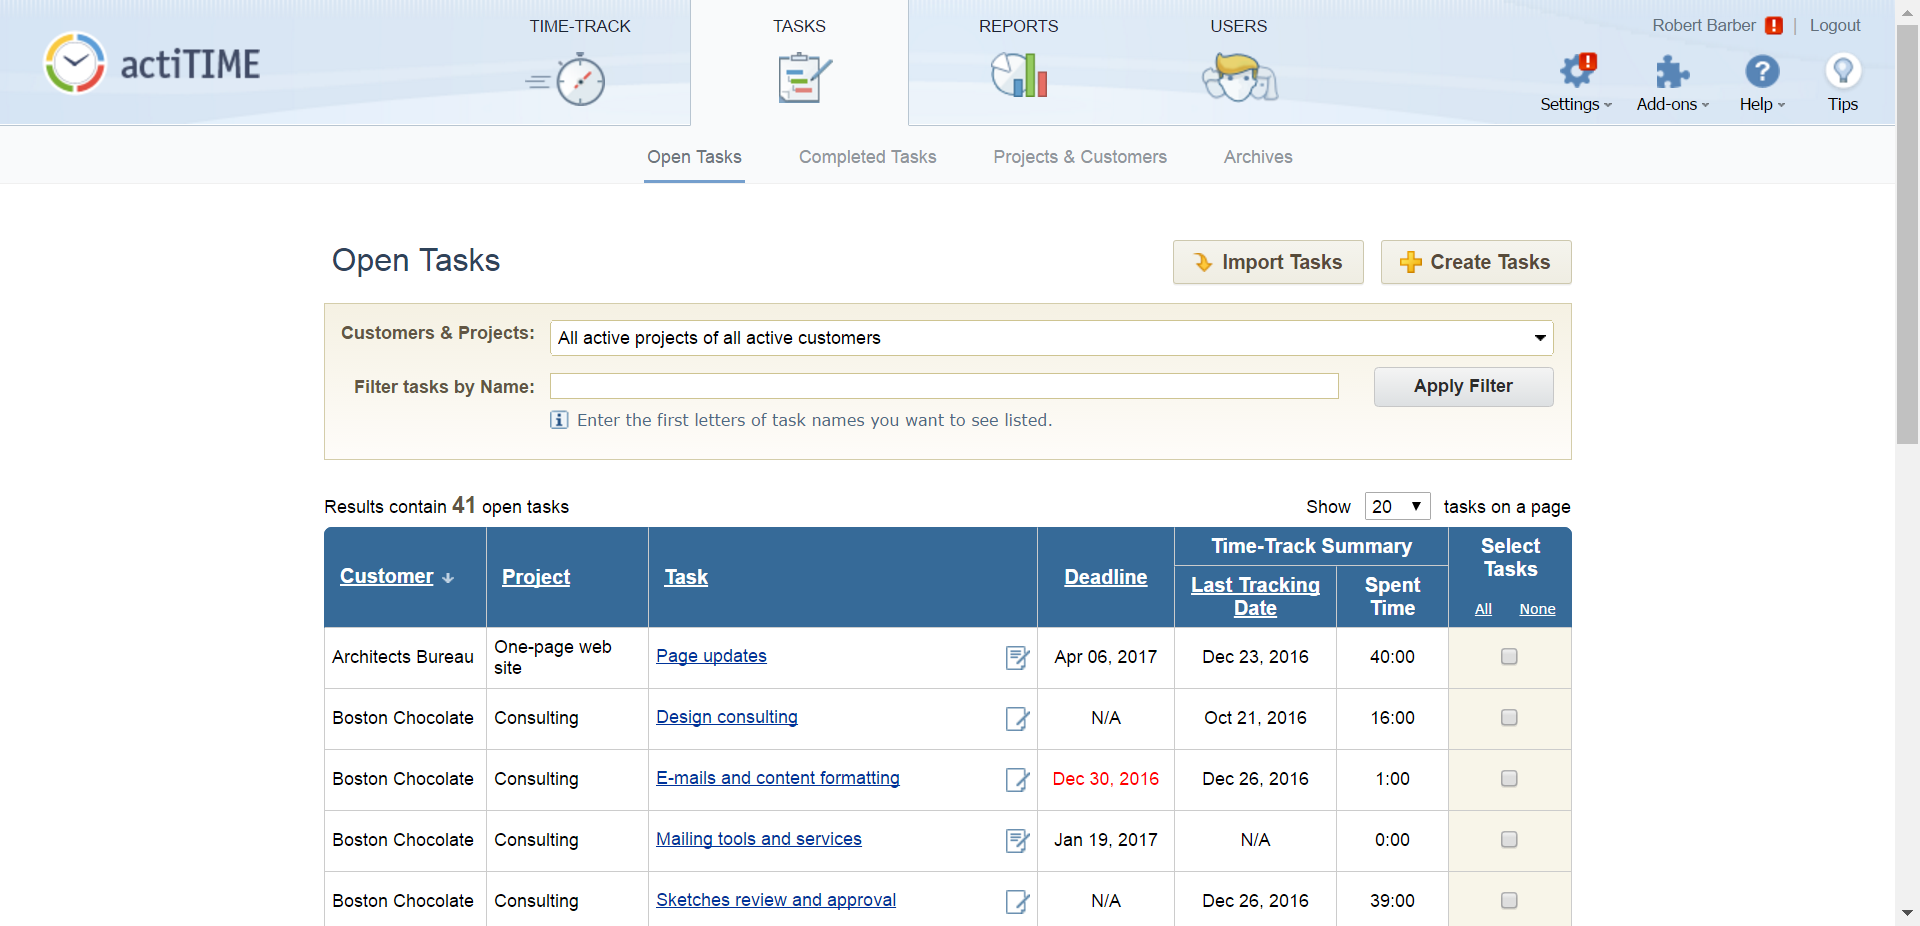 actiTIME
TIME-TRACK
TASKS
REPORTS
USERS
Robert Barber ! | Logout
Settings
Add-ons
Help
Tips
Open Tasks
Completed Tasks
Projects & Customers
Archives
Open Tasks
Import Tasks
Create Tasks
Customers & Projects:
All active projects of all active customers
Filter tasks by Name:
Apply Filter
Enter the first letters of task names you want to see listed.
Results contain 41 open tasks
Show 20 tasks on a page
Customer
Project
Task
Deadline
Time-Track Summary
Last Tracking
Date
Spent
Time
Select
Tasks
All None
Architects Bureau
One-page web
site
Page updates
Apr 06, 2017
Dec 23, 2016
40:00
Boston Chocolate
Consulting
Design consulting
N/A
Oct 21, 2016
16:00
Boston Chocolate
Consulting
E-mails and content formatting
Dec 30, 2016
Dec 26, 2016
1:00
Boston Chocolate
Consulting
Mailing tools and services
Jan 19, 2017
N/A
0:00
Boston Chocolate
Consulting
Sketches review and approval
N/A
Dec 26, 2016
39:00